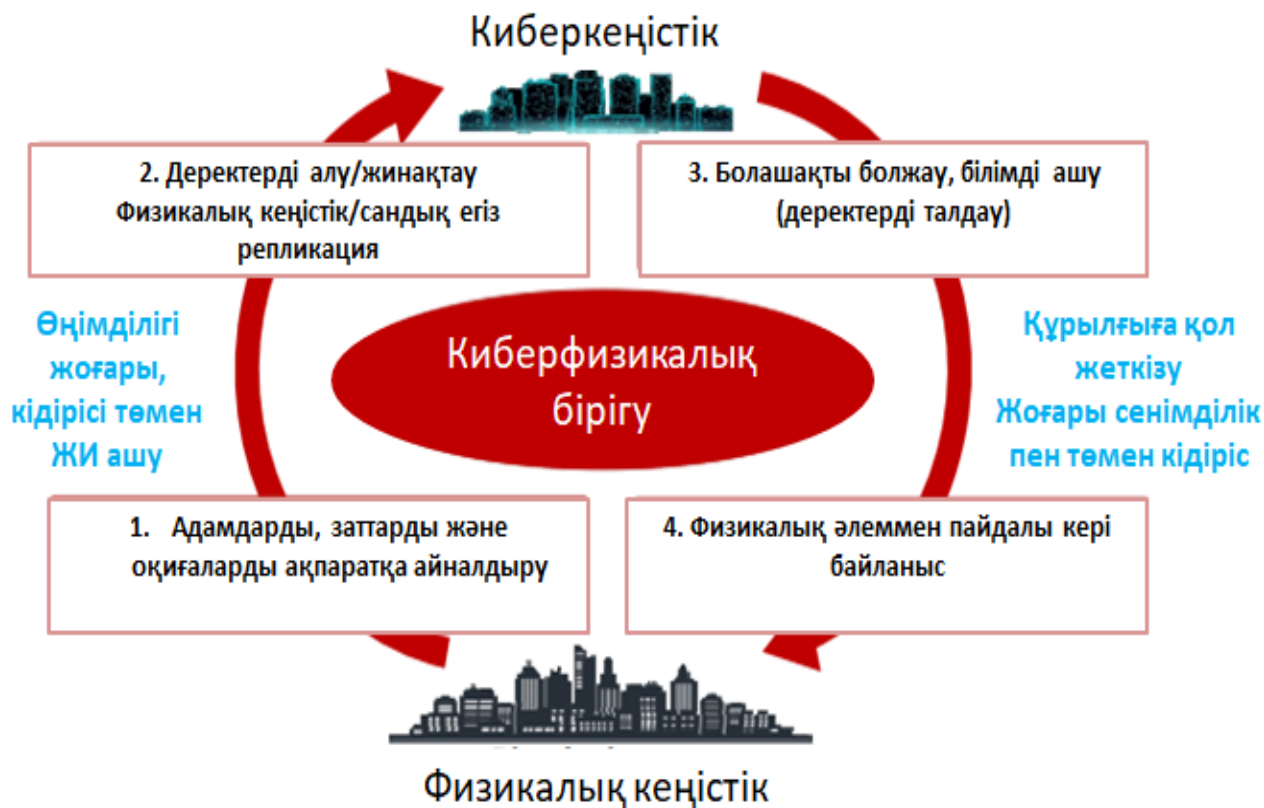 Киберкеңістік
2. Деректерді алу/жинақтау
Физикалық кеңістік/сандық егіз
репликация
3. Болашақты болжау, білімді ашу
(деректерді талдау)
Өңімділігі
жоғары,
кідірісі төмен
ЖИ ашу
Киберфизикалық
бірігу
Құрылғыға қол
жеткізу
Жоғары сенімділік
пен төмен кідіріс
1. Адамдарды, заттарды және
оқиғаларды ақпаратқа айналдыру
4. Физикалық әлеммен пайдалы кері
байланыс
Физикалық кеңістік